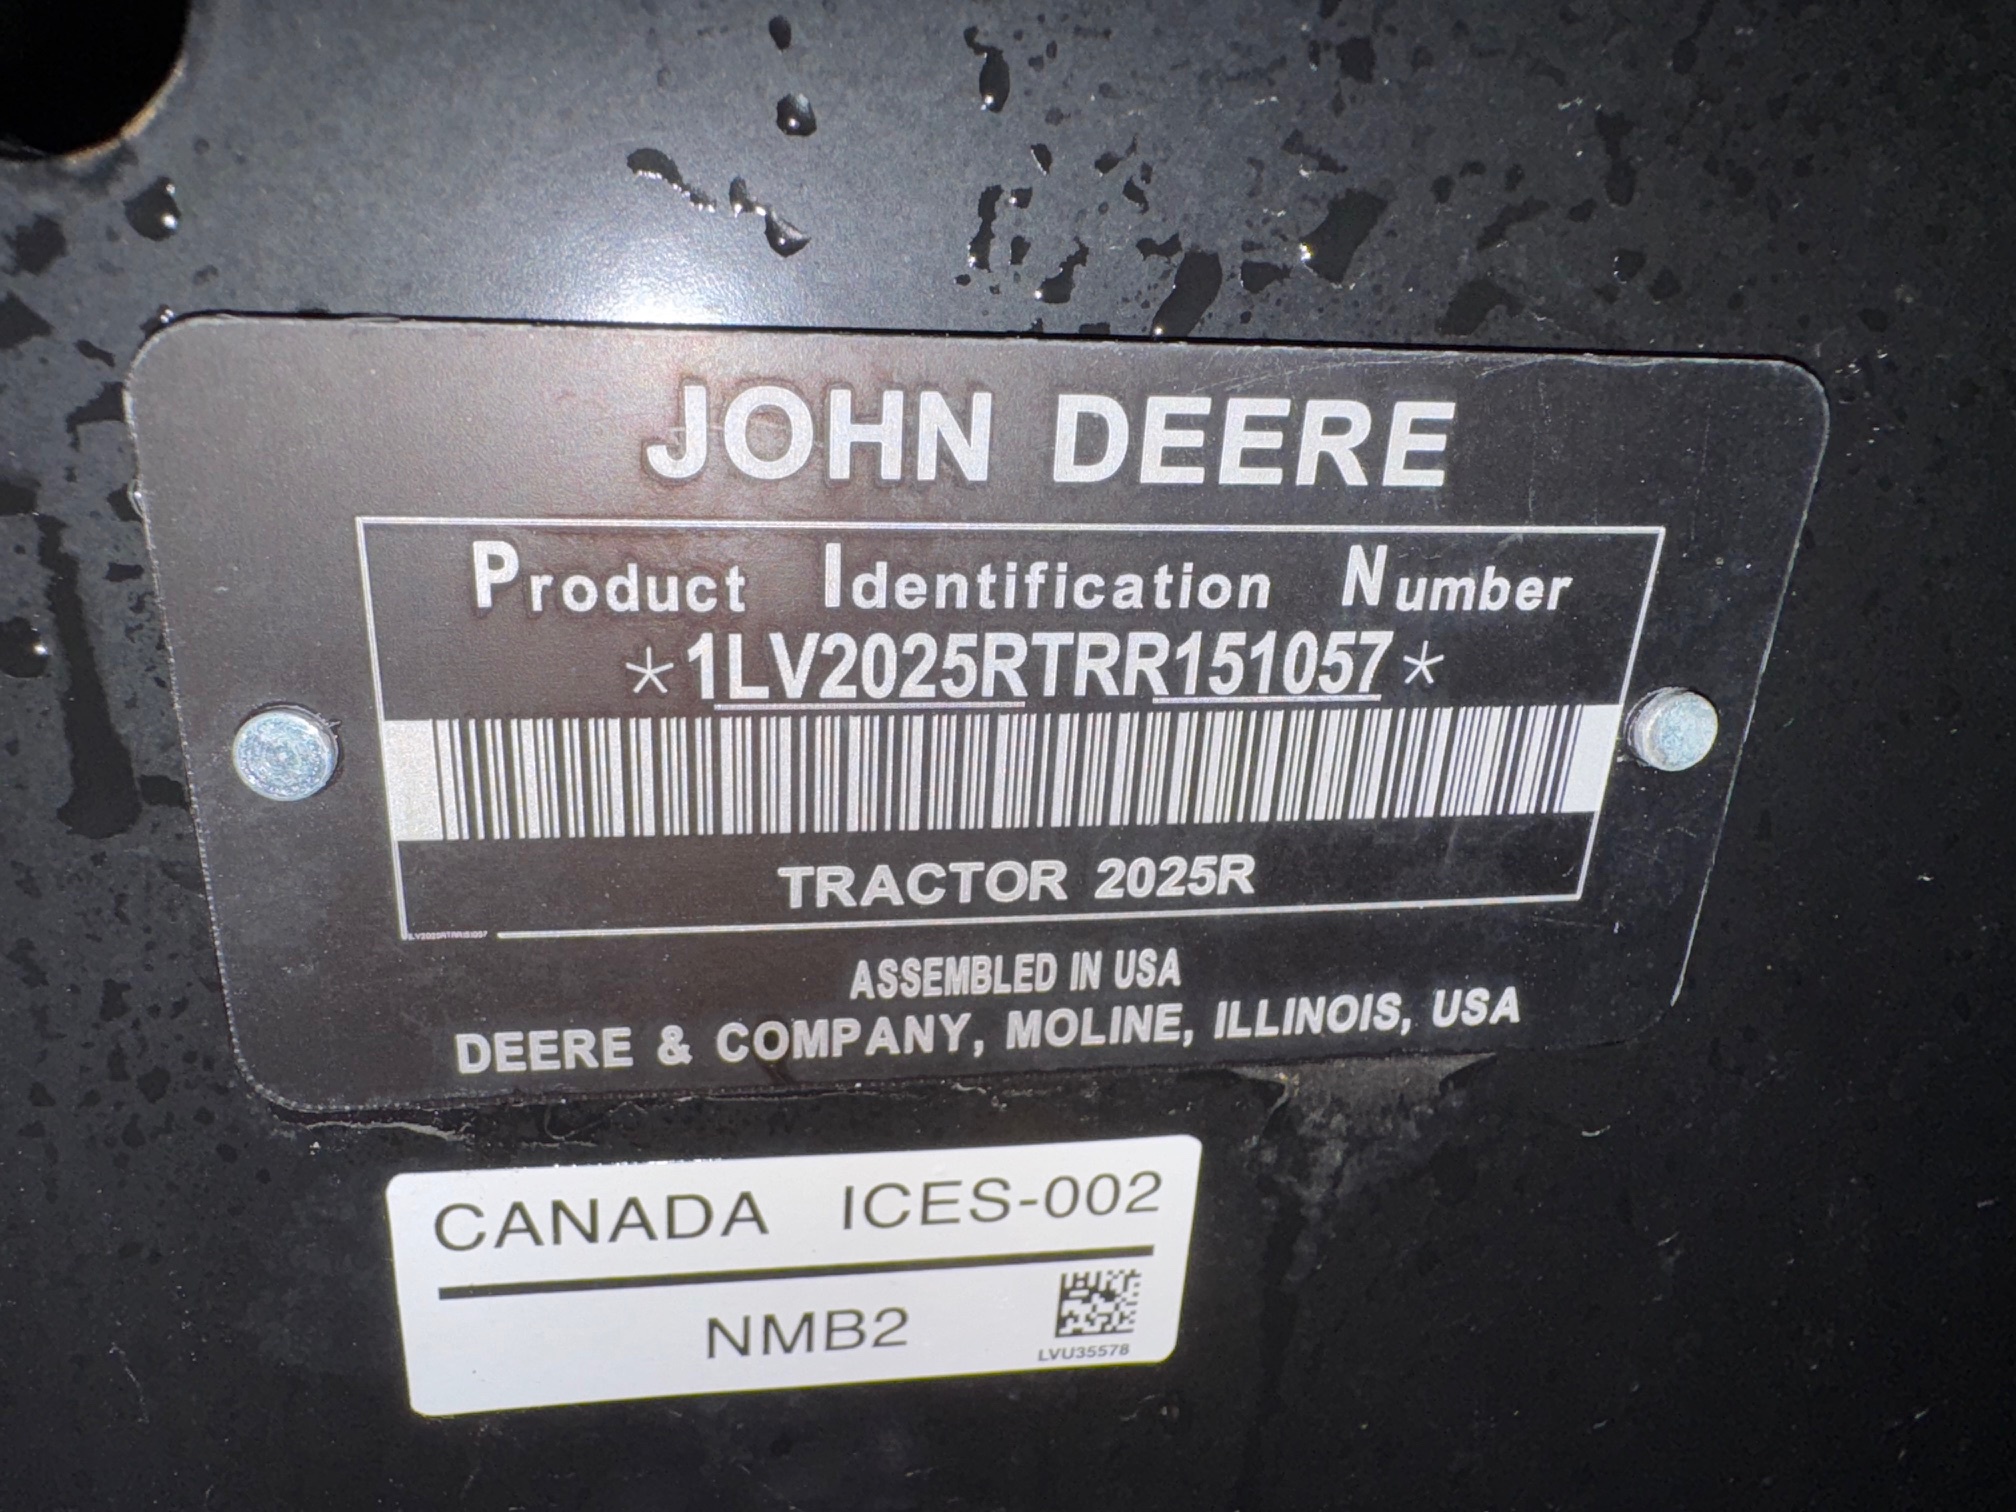 JOHN DEERE
Product Identification Number
*1LV2025RTRR151057*
TRACTOR 2025R
1LV2025RTRR151057
ASSEMBLED IN USA
DEERE & COMPANY, MOLINE, ILLINOIS, USA
CANADA ICES-002
NMB2
LVU35578